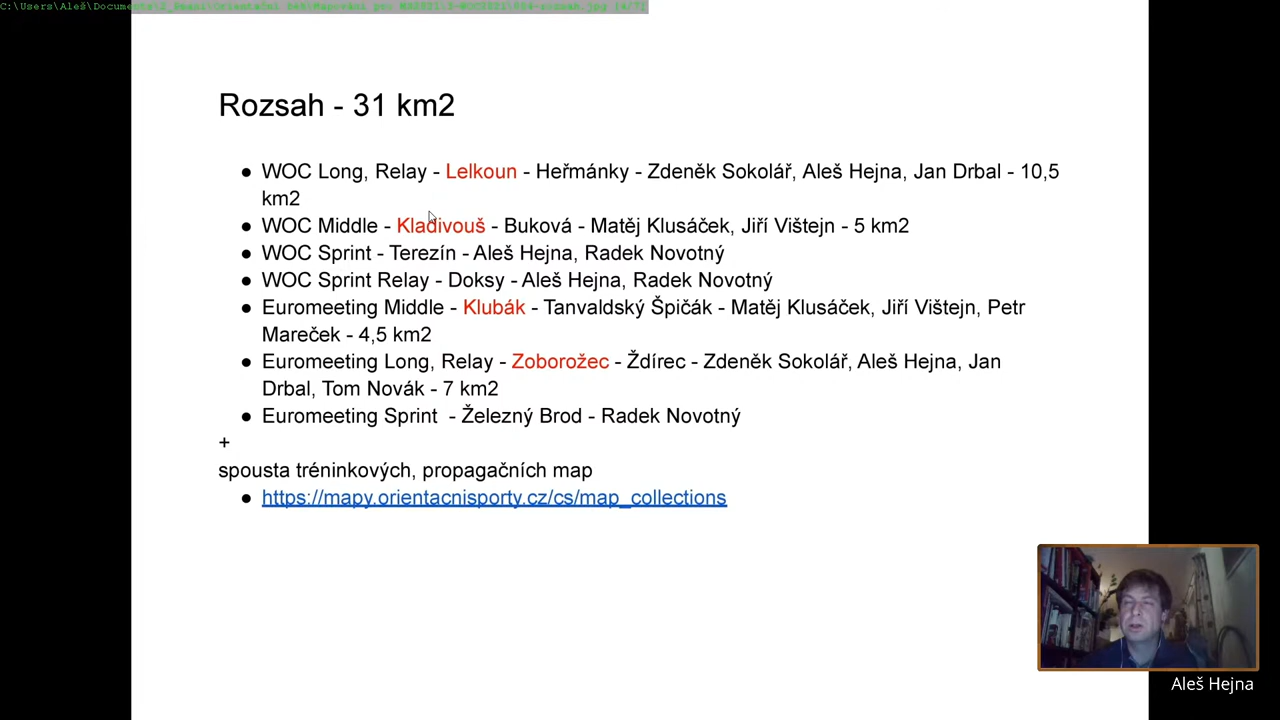 Rozsah - 31 km2
● WOC Long, Relay - Lelkoun - Heřmánky - Zdeněk Sokolář, Aleš Hejna, Jan Drbal - 10,5
km2
● WOC Middle - Kladivouš - Buková - Matěj Klusáček, Jiří Vištejn - 5 km2
● WOC Sprint - Terezín - Aleš Hejna, Radek Novotný
● WOC Sprint Relay - Doksy - Aleš Hejna, Radek Novotný
● Euromeeting Middle - Klubák - Tanvaldský Špičák - Matěj Klusáček, Jiří Vištejn, Petr
Mareček - 4,5 km2
● Euromeeting Long, Relay - Zoborožec - Ždírec - Zdeněk Sokolář, Aleš Hejna, Jan
Drbal, Tom Novák - 7 km2
● Euromeeting Sprint - Železný Brod - Radek Novotný
+
spousta tréninkových, propagačních map
● https://mapy.orientacnisporty.cz/cs/map_collections
Aleš Hejna